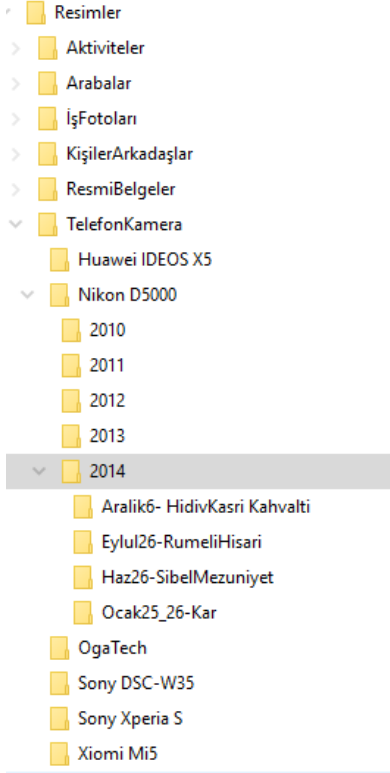 Resimler
Aktiviteler
Arabalar
İşFotoları
KişilerArkadaşlar
ResmiBelgeler
TelefonKamera
Huawei IDEOS X5
Nikon D5000
2010
2011
2012
2013
2014
Aralik6- HidivKasri Kahvalti
Eylul26-RumeliHisari
Haz26-SibelMezuniyet
Ocak25_26-Kar
OgaTech
Sony DSC-W35
Sony Xperia S
Xiomi Mi5